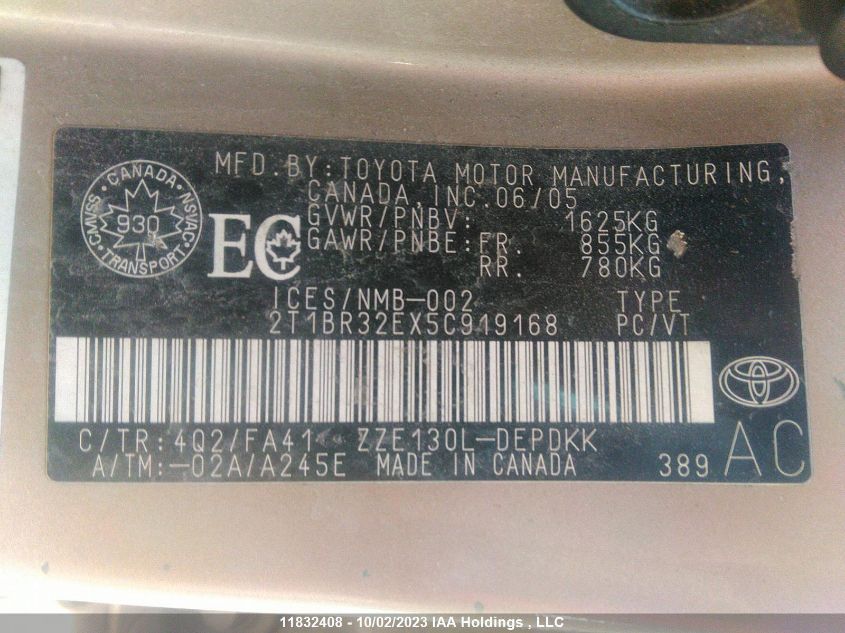 MFD.BY:TOYOTA MOTOR MANUFACTURING,
CANADA,INC.06/05
GVWR/PNBV: 1625KG
GAWR/PNBE:FR. 855KG
RR. 780KG
CANADA
CMVSS 930 NSVAC
TRANSPORT
EC
ICES/NMB-002 TYPE
2T1BR32EX5C919168 PC/VT
C/TR:4Q2/FA41 ZZE130L-DEPDKK
A/TM:-02A/A245E MADE IN CANADA 389 AC
11832408 - 10/02/2023 IAA Holdings , LLC